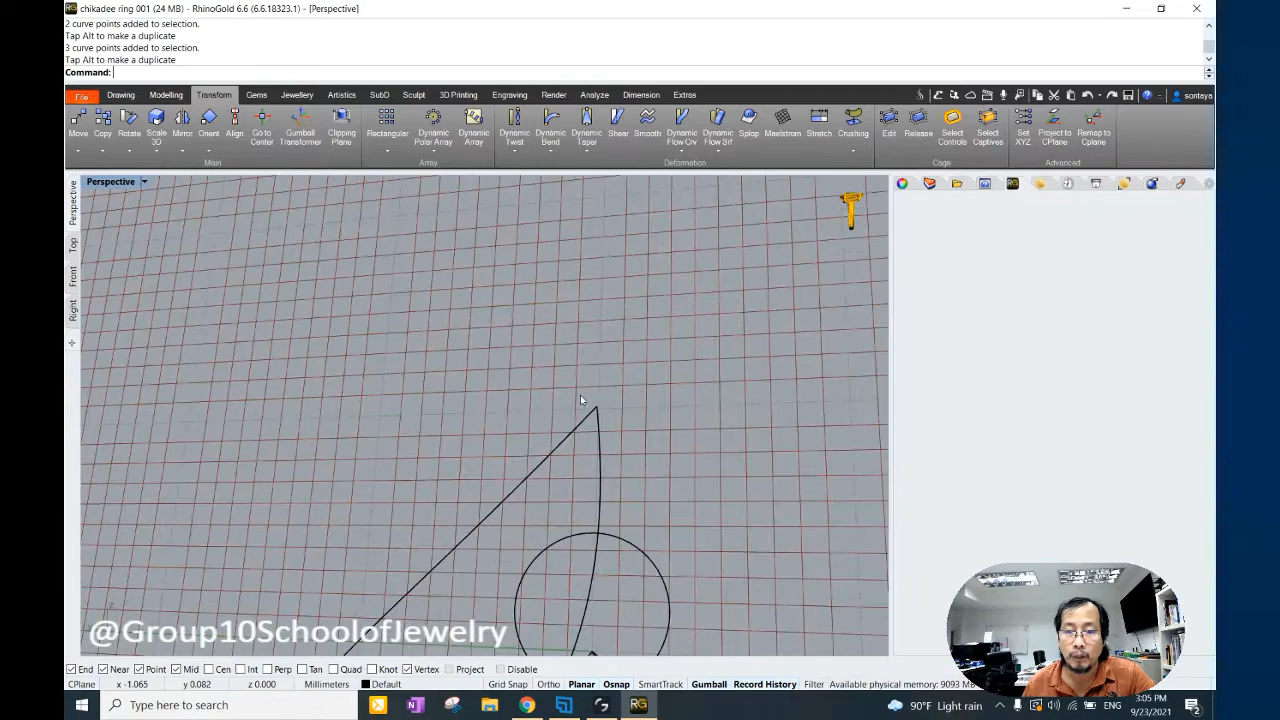 chikadee ring 001 (24 MB) - RhinoGold 6.6 (6.6.18323.1) - [Perspective]
2 curve points added to selection.
Tap Alt to make a duplicate
3 curve points added to selection.
Tap Alt to make a duplicate
Command:
File Drawing Modelling Transform Gems Jewellery Artistics SubD Sculpt 3D Printing Engraving Render Analyze Dimension Extras sontaya
Move Copy Rotate Scale 3D Mirror Orient Align Go to Center Gumball Transformer Clipping Plane Rectangular Dynamic Polar Array Dynamic Array Dynamic Twist Dynamic Bend Dynamic Taper Shear Smooth Dynamic Flow Crv Dynamic Flow Srf Splop Maelstrom Stretch Crushing Edit Release Select Controls Select Captives Set XYZ Project to CPlane Remap to Cplane
Main Array Deformation Cage Advanced
Perspective
Perspective
Top
Front
Right
@Group10SchoolofJewelry
End Near Point Mid Cen Int Perp Tan Quad Knot Vertex Project Disable
CPlane x -1.065 y 0.082 z 0.000 Millimeters Default Grid Snap Ortho Planar Osnap SmartTrack Gumball Record History Filter Available physical memory: 9093 MB
Type here to search
90°F Light rain
ENG
3:05 PM
9/23/2021
2